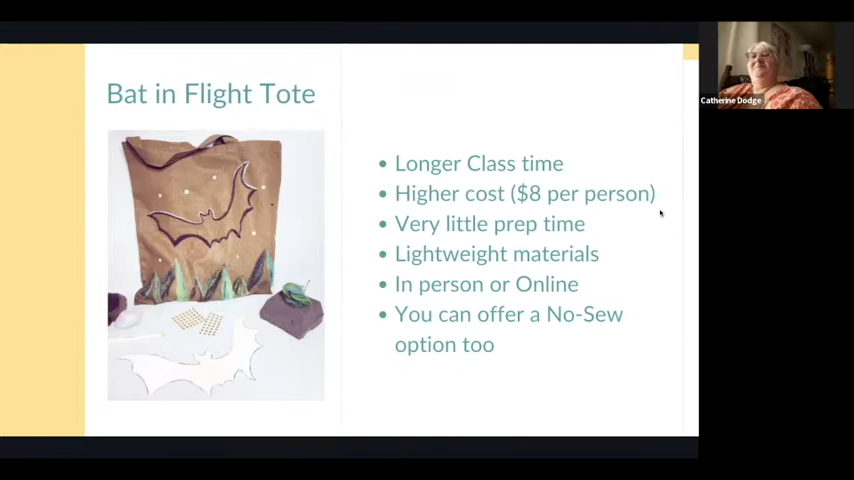 Bat in Flight Tote
Longer Class time
Higher cost ($8 per person)
Very little prep time
Lightweight materials
In person or Online
You can offer a No-Sew
option too
Catherine Dodge